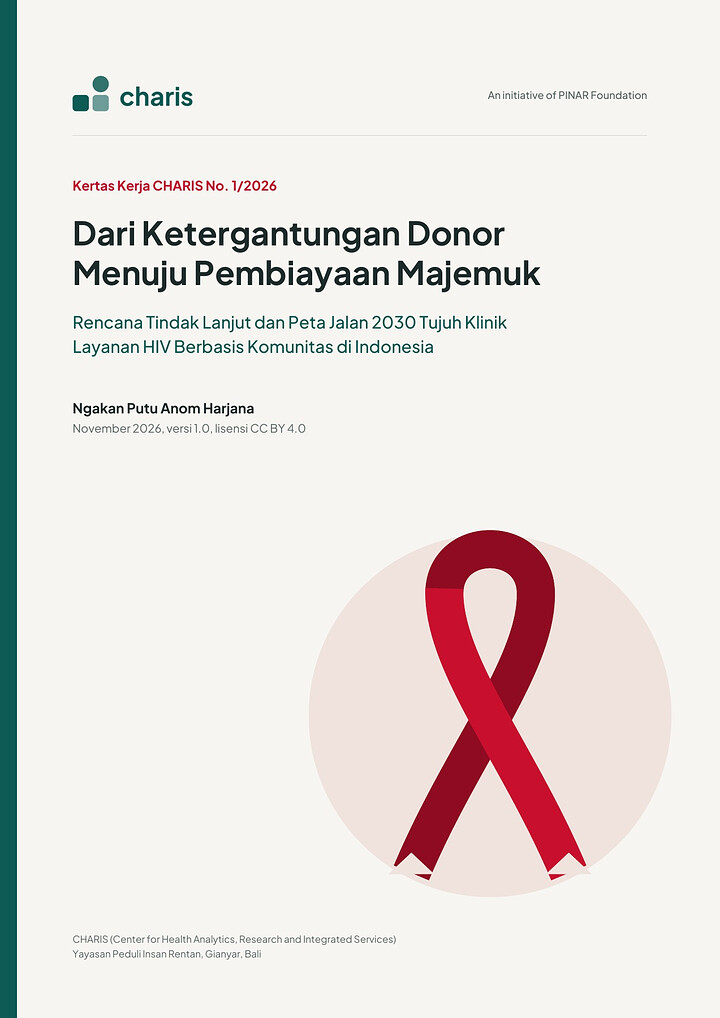 charis
An initiative of PINAR Foundation
Kertas Kerja CHARIS No. 1/2026
Dari Ketergantungan Donor
Menuju Pembiayaan Majemuk
Rencana Tindak Lanjut dan Peta Jalan 2030 Tujuh Klinik
Layanan HIV Berbasis Komunitas di Indonesia
Ngakan Putu Anom Harjana
November 2026, versi 1.0, lisensi CC BY 4.0
CHARIS (Center for Health Analytics, Research and Integrated Services)
Yayasan Peduli Insan Rentan, Gianyar, Bali